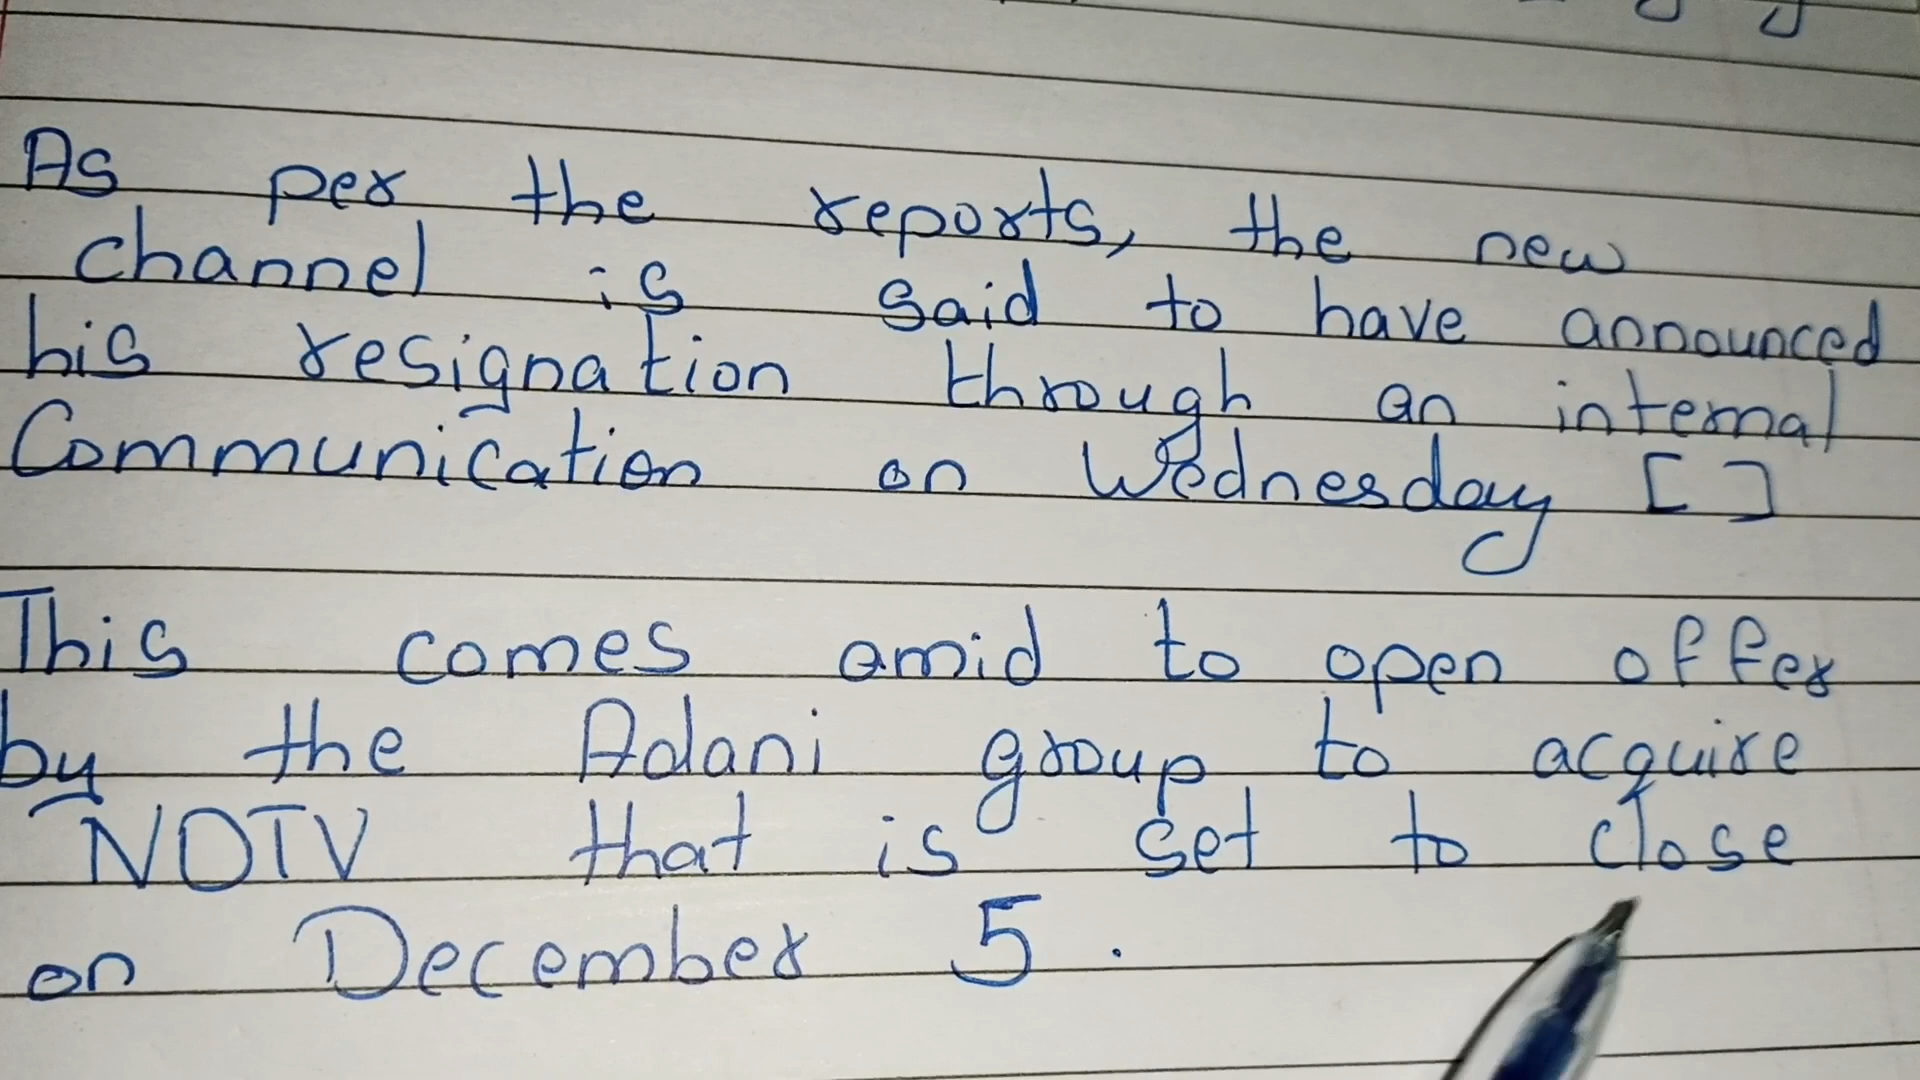 As per the reports, the new
channel is said to have announced
his resignation through an internal
Communication on Wednesday [ ]
This comes amid to open offer
by the Adani group to acquire
NDTV that is set to close
on December 5.